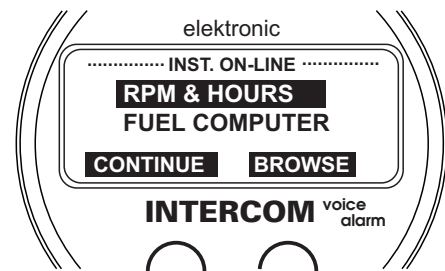 elektronic
INST. ON-LINE
RPM & HOURS
FUEL COMPUTER
CONTINUE BROWSE
INTERCOM voice alarm